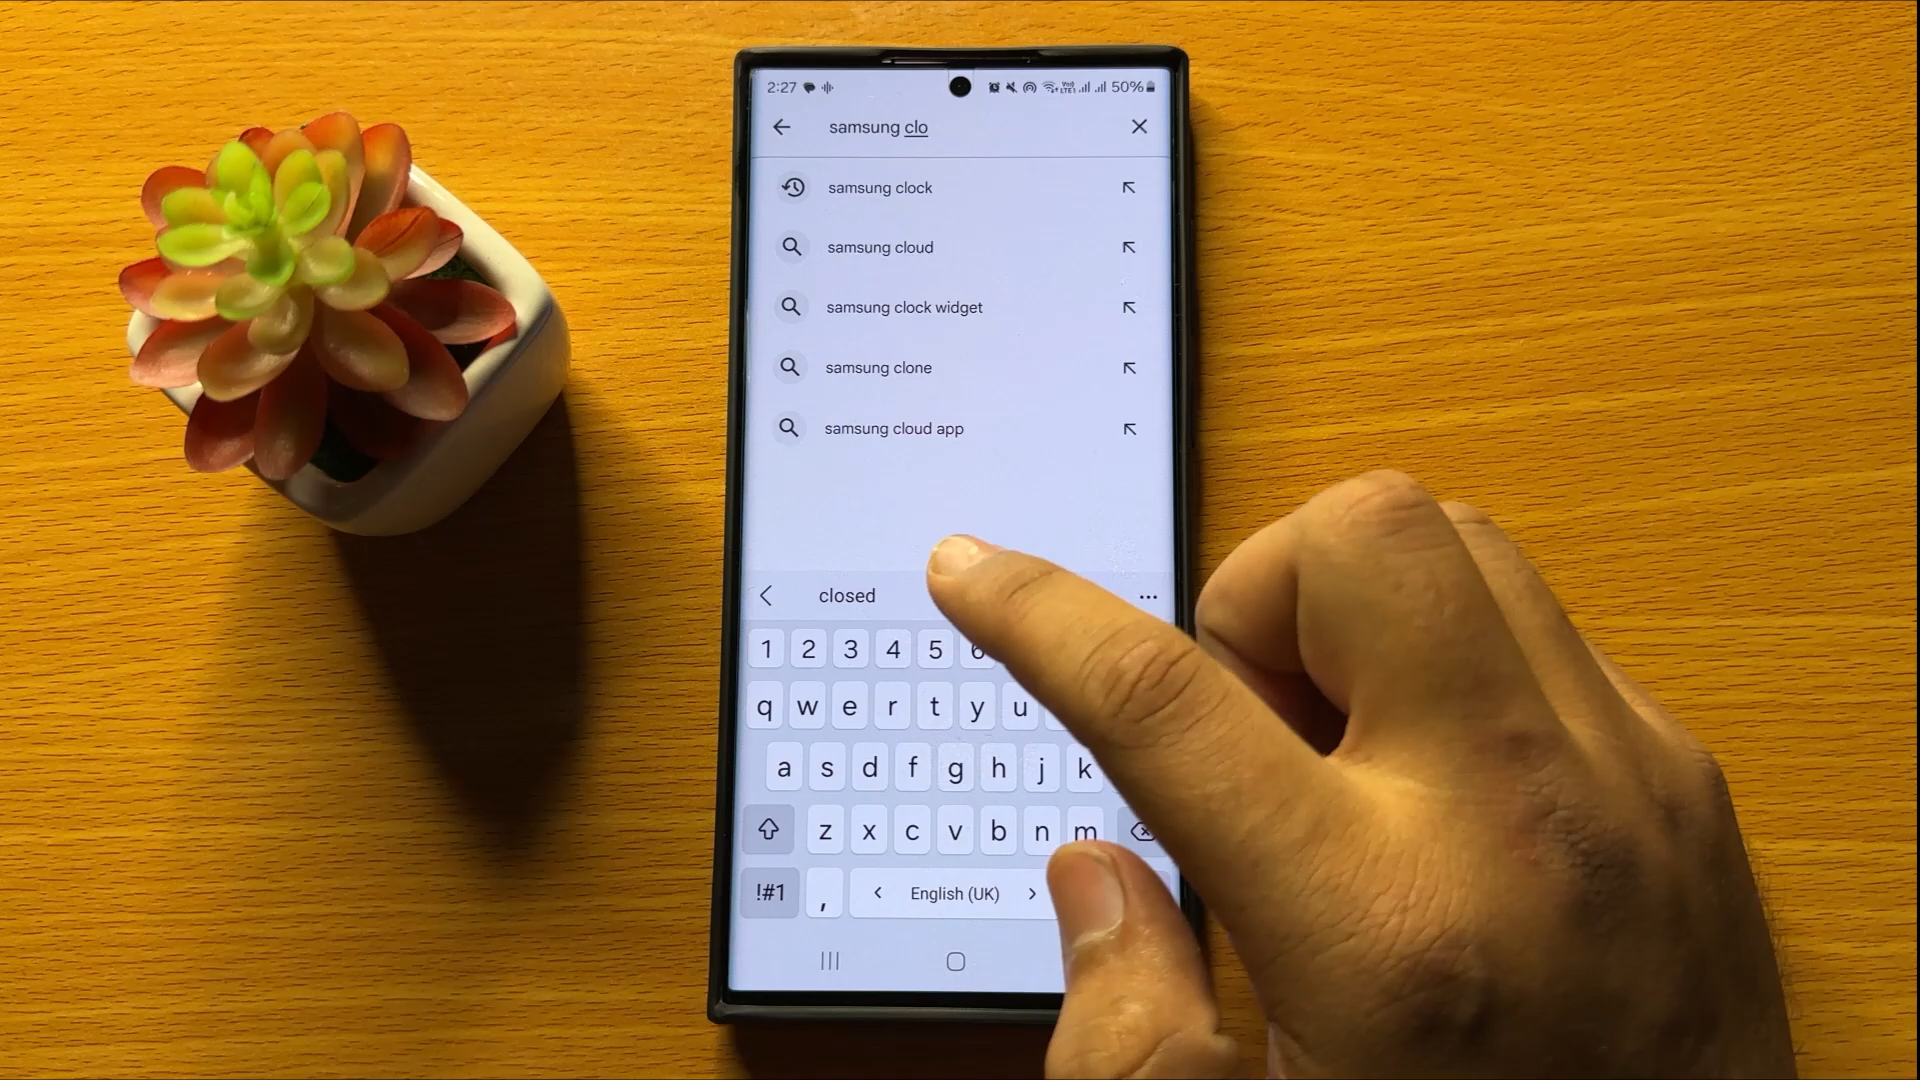 2:27 50%
samsung clo
samsung clock
samsung cloud
samsung clock widget
samsung clone
samsung cloud app
closed ...
1 2 3 4 5 6
q w e r t y u
a s d f g h j k
z x c v b n m
!#1 , < English (UK) >